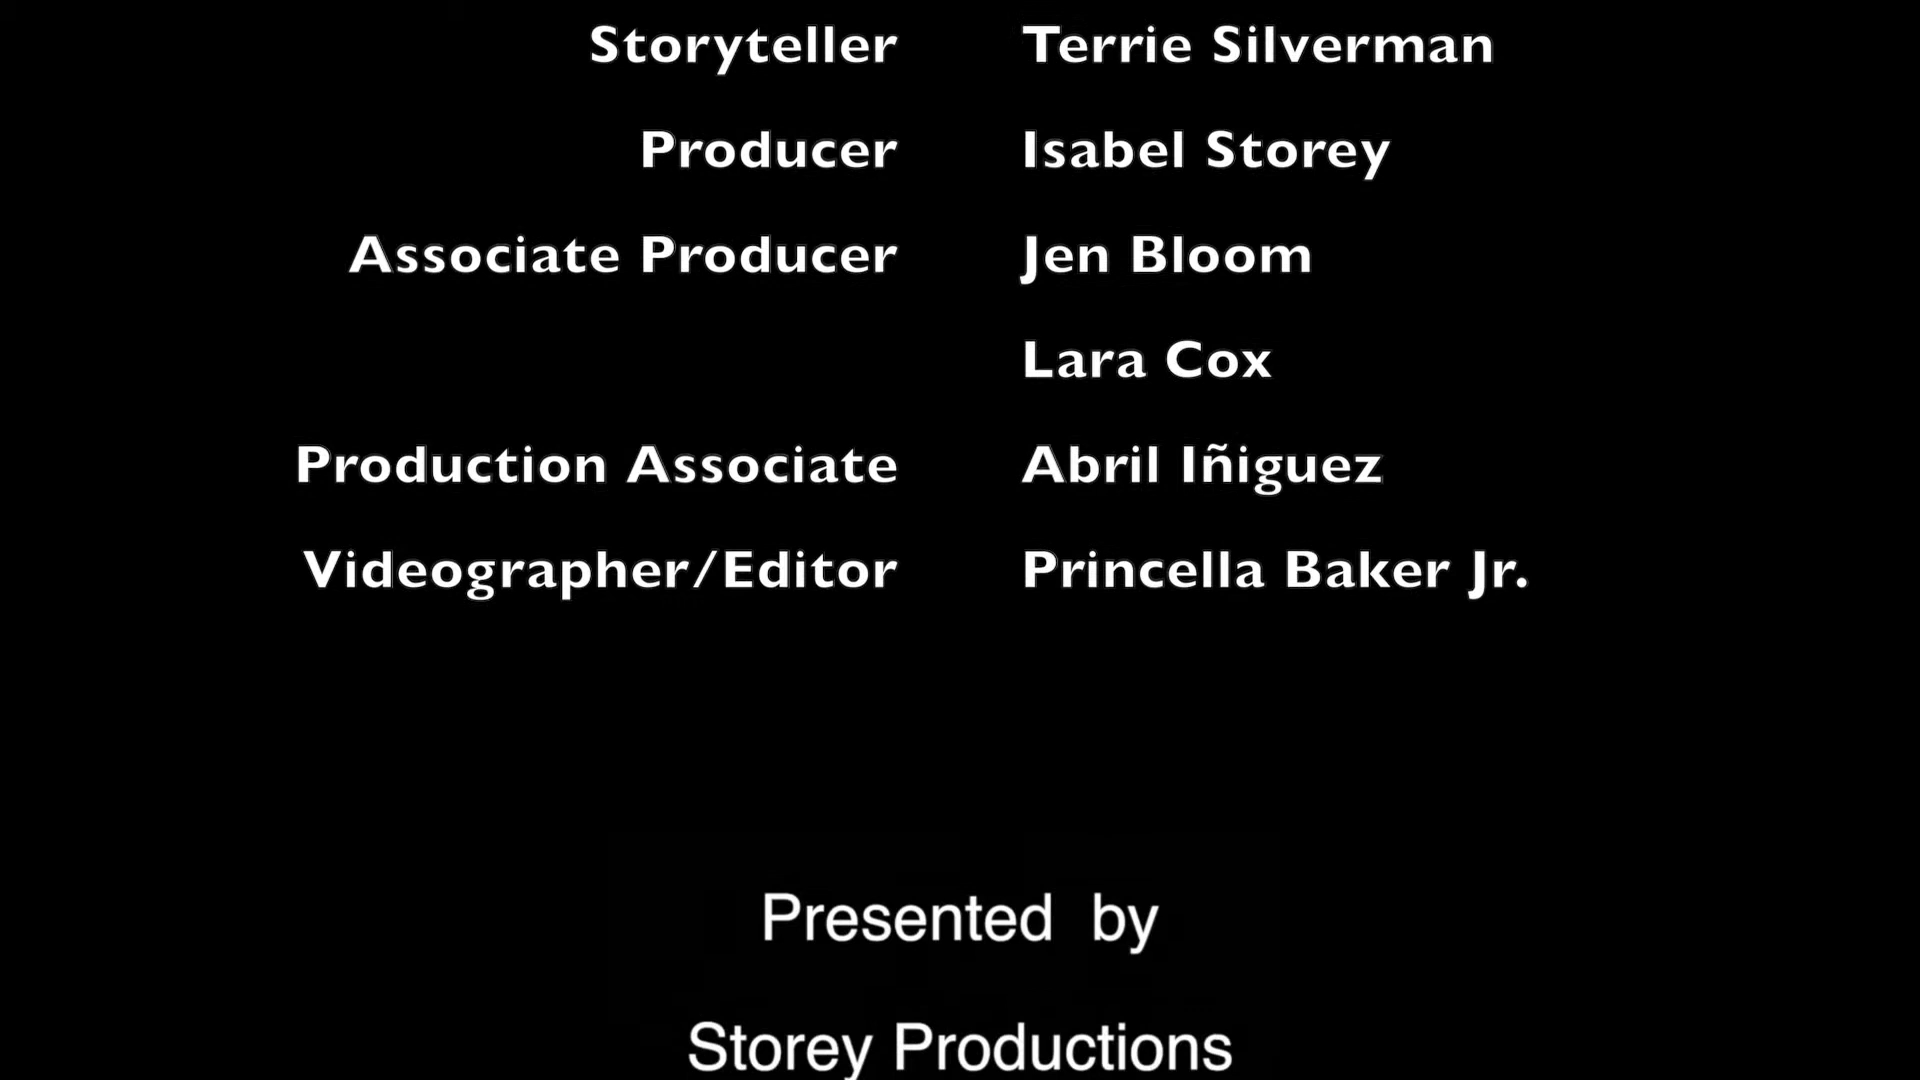 Storyteller Terrie Silverman
Producer Isabel Storey
Associate Producer Jen Bloom
Lara Cox
Production Associate Abril Iñiguez
Videographer/Editor Princella Baker Jr.
Presented by
Storey Productions